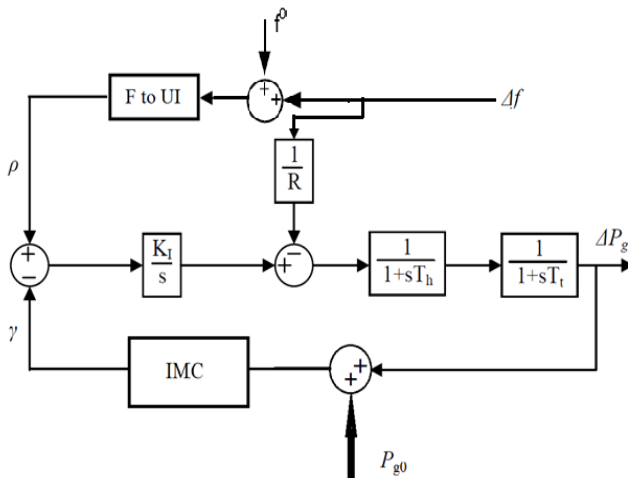 f⁰
+
+
F to UI
Δf
1
R
ρ
+
−
K_I
s
+
−
1
1+sT_h
1
1+sT_t
ΔP_g
γ
IMC
+
+
P_g0